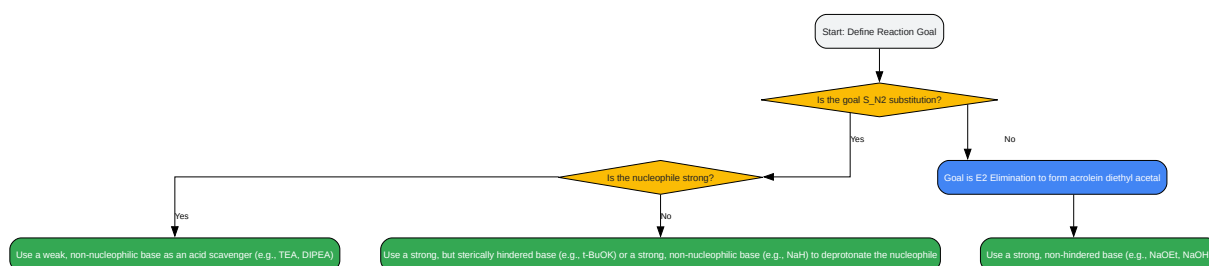 Start: Define Reaction Goal
Is the goal S_N2 substitution?
Yes
No
Is the nucleophile strong?
Goal is E2 Elimination to form acrolein diethyl acetal
Yes
No
Use a weak, non-nucleophilic base as an acid scavenger (e.g., TEA, DIPEA)
Use a strong, but sterically hindered base (e.g., t-BuOK) or a strong, non-nucleophilic base (e.g., NaH) to deprotonate the nucleophile
Use a strong, non-hindered base (e.g., NaOEt, NaOH